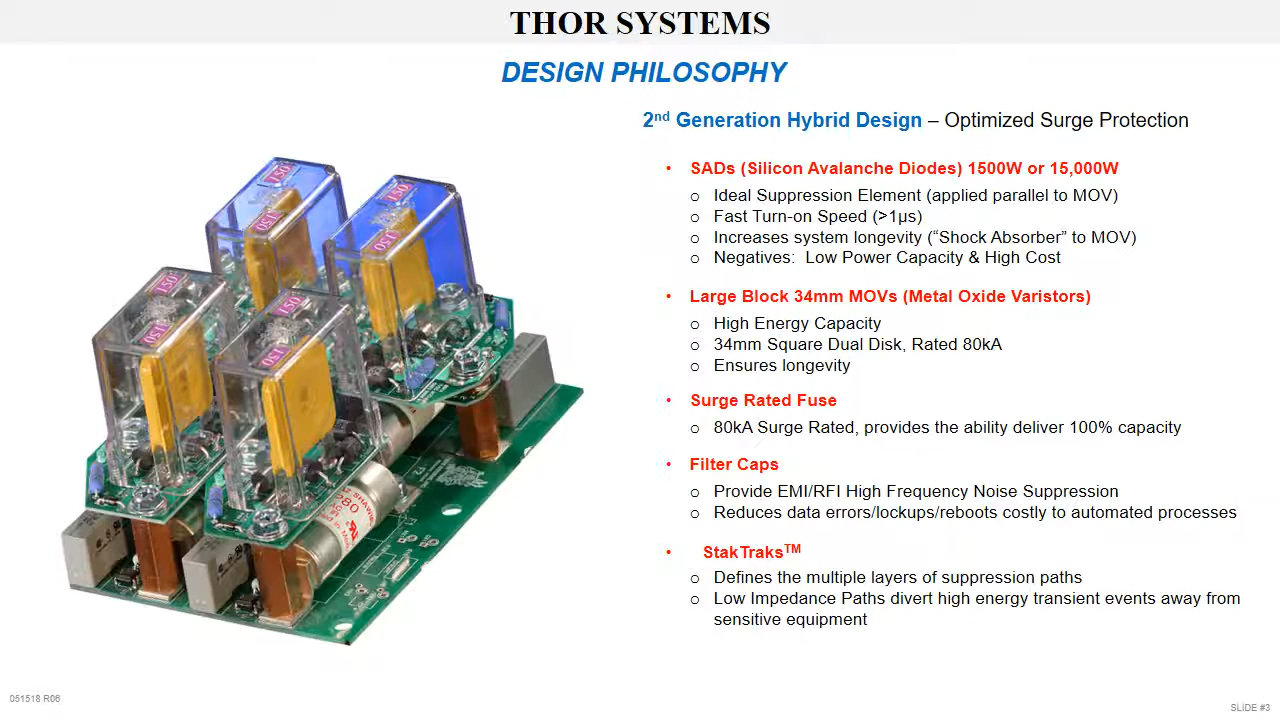 THOR SYSTEMS
DESIGN PHILOSOPHY
2nd Generation Hybrid Design – Optimized Surge Protection
• SADs (Silicon Avalanche Diodes) 1500W or 15,000W
o Ideal Suppression Element (applied parallel to MOV)
o Fast Turn-on Speed (>1µs)
o Increases system longevity (“Shock Absorber” to MOV)
o Negatives: Low Power Capacity & High Cost
• Large Block 34mm MOVs (Metal Oxide Varistors)
o High Energy Capacity
o 34mm Square Dual Disk, Rated 80kA
o Ensures longevity
• Surge Rated Fuse
o 80kA Surge Rated, provides the ability deliver 100% capacity
• Filter Caps
o Provide EMI/RFI High Frequency Noise Suppression
o Reduces data errors/lockups/reboots costly to automated processes
• StakTraks™
o Defines the multiple layers of suppression paths
o Low Impedance Paths divert high energy transient events away from
sensitive equipment
150
150
150
150
150
150
150
150
F2
280
051518 R06
SLIDE #3